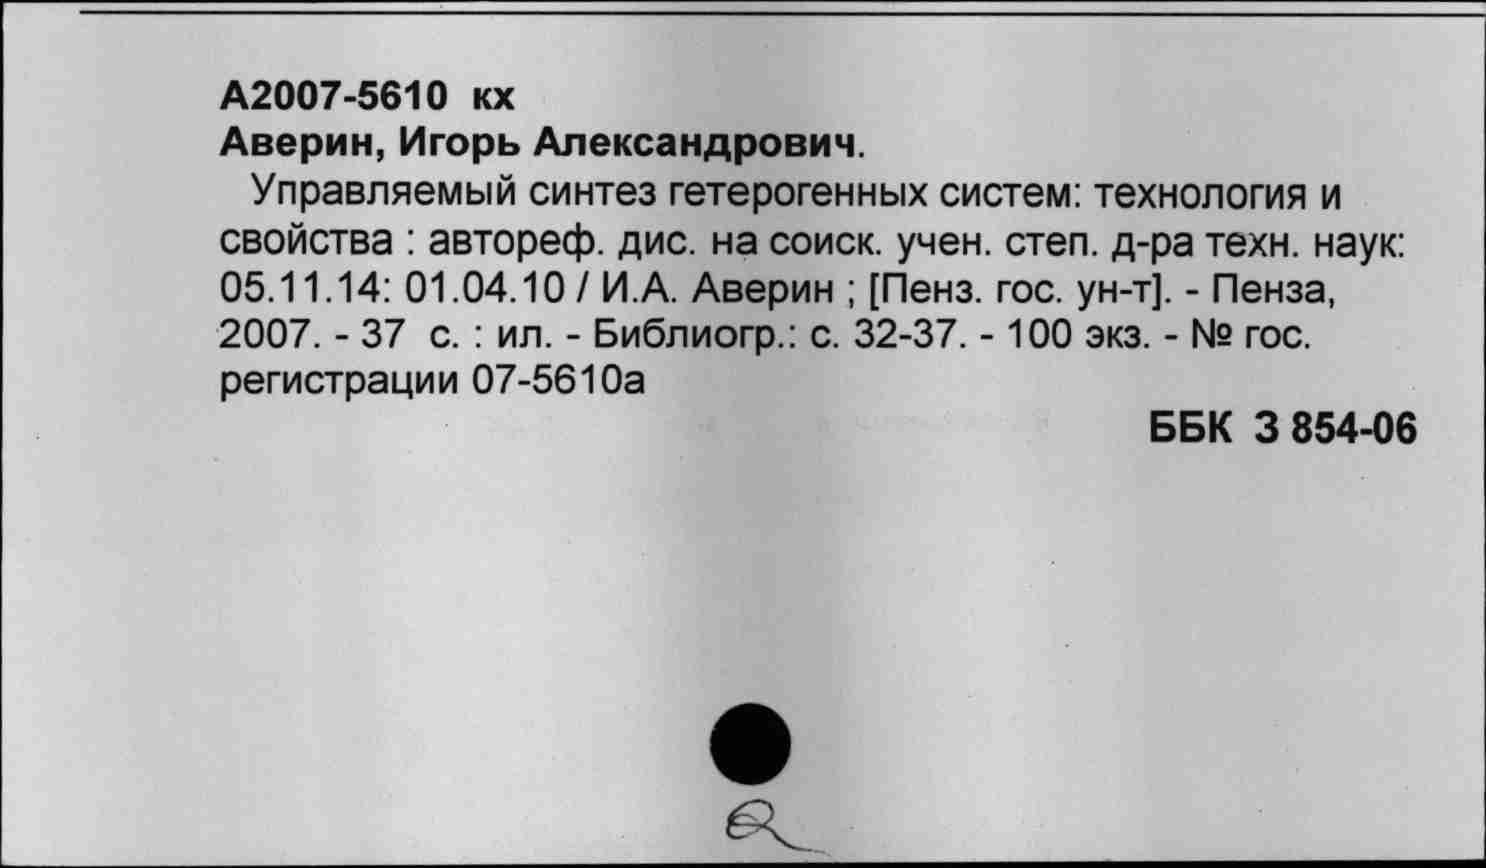 А2007-5610 кх
Аверин, Игорь Александрович.
Управляемый синтез гетерогенных систем: технология и
свойства : автореф. дис. на соиск. учен. степ. д-ра техн. наук:
05.11.14: 01.04.10 / И.А. Аверин ; [Пенз. гос. ун-т]. - Пенза,
2007. - 37 с. : ил. - Библиогр.: с. 32-37. - 100 экз. - № гос.
регистрации 07-5610а
ББК З 854-06